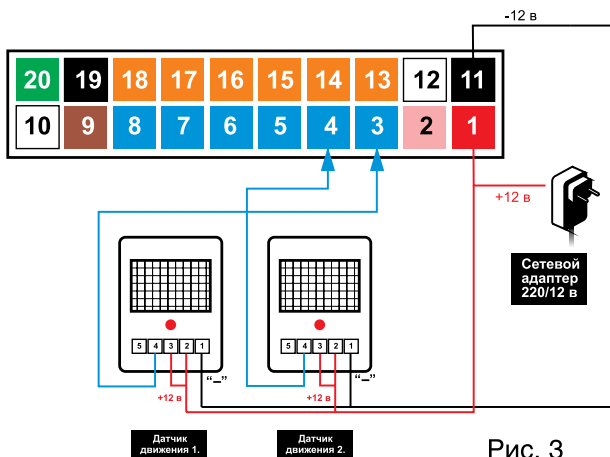 -12 в
20 19 18 17 16 15 14 13 12 11
10 9 8 7 6 5 4 3 2 1
+12 в
Сетевой
адаптер
220/12 в
5 4 3 2 1
5 4 3 2 1
“–”
“–”
+12 в
+12 в
Датчик
движения 1.
Датчик
движения 2.
Рис. 3